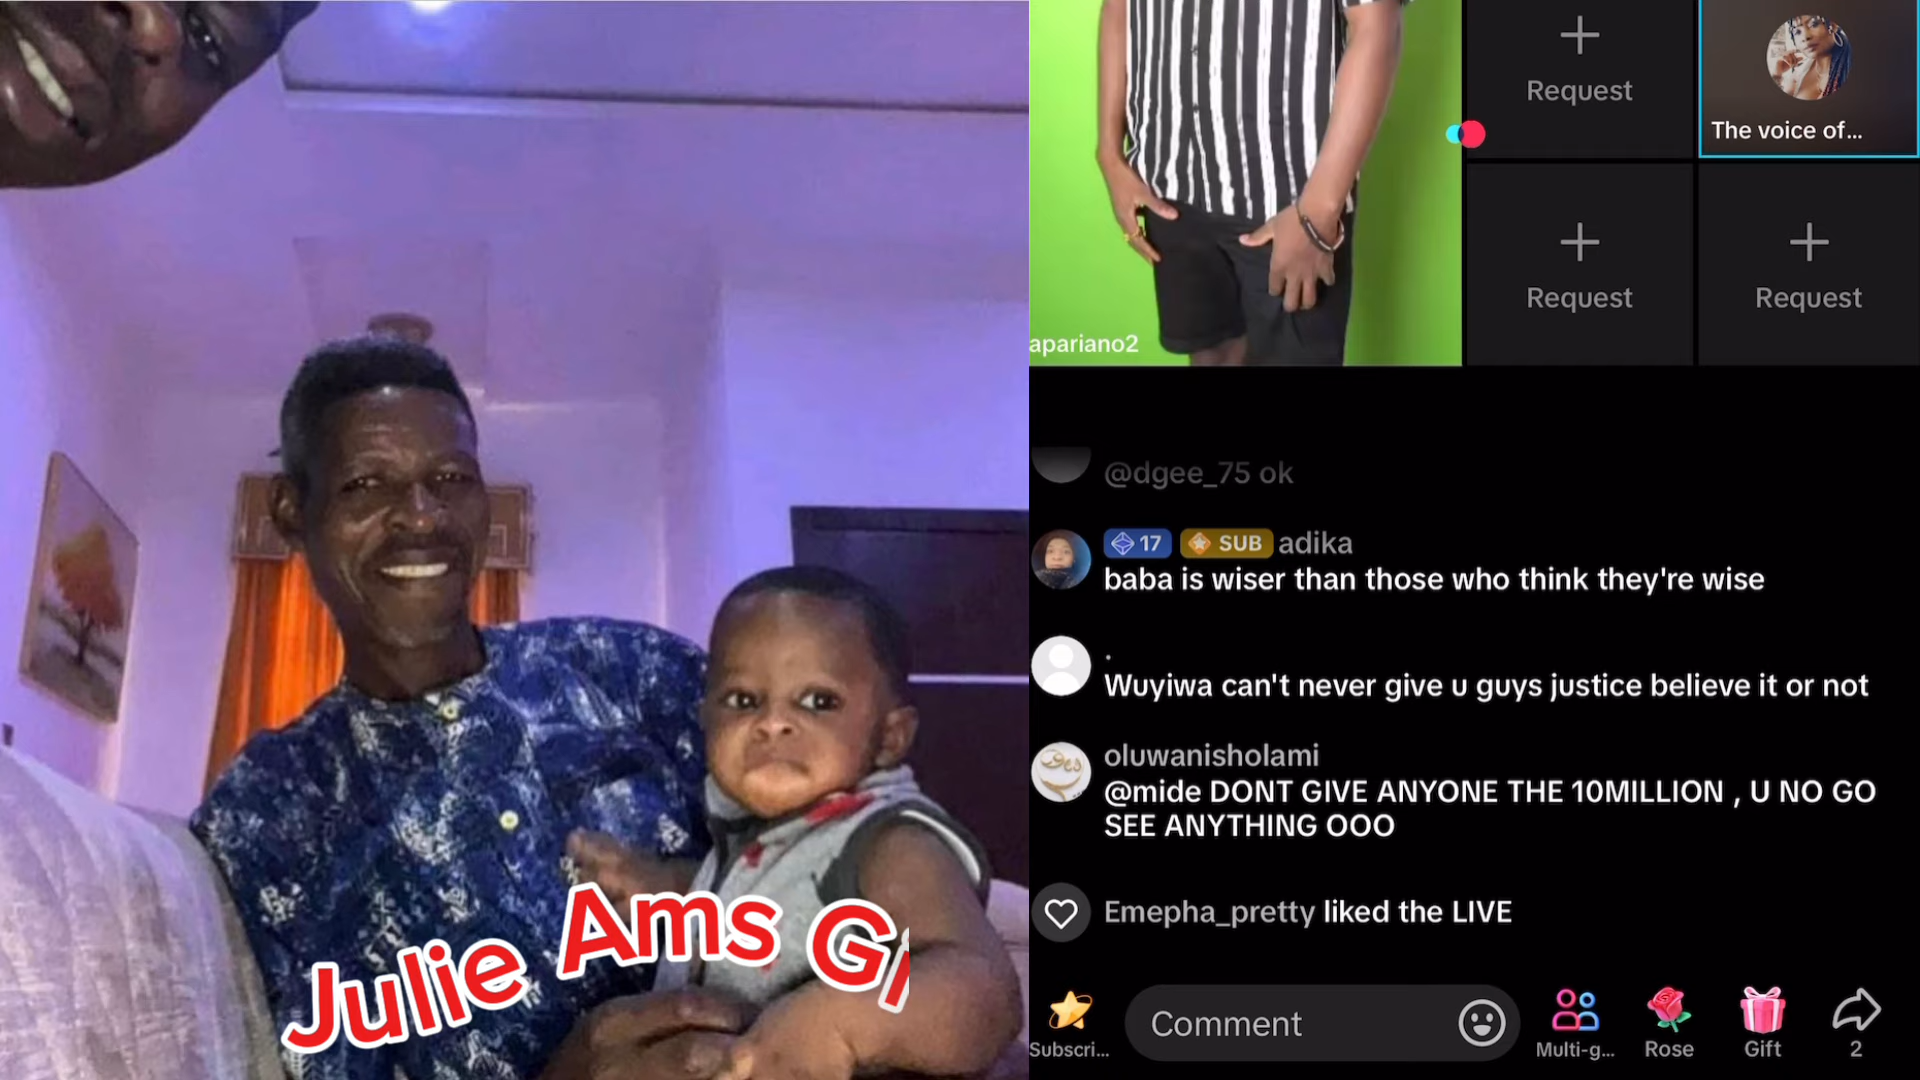 Julie Ams G
Request
The voice of...
Request
Request
apariano2
@dgee_75 ok
17 SUB adika
baba is wiser than those who think they're wise
.
Wuyiwa can't never give u guys justice believe it or not
oluwanisholami
@mide DONT GIVE ANYONE THE 10MILLION , U NO GO
SEE ANYTHING OOO
Emepha_pretty liked the LIVE
Comment
Subscri...
Multi-g...
Rose
Gift
2